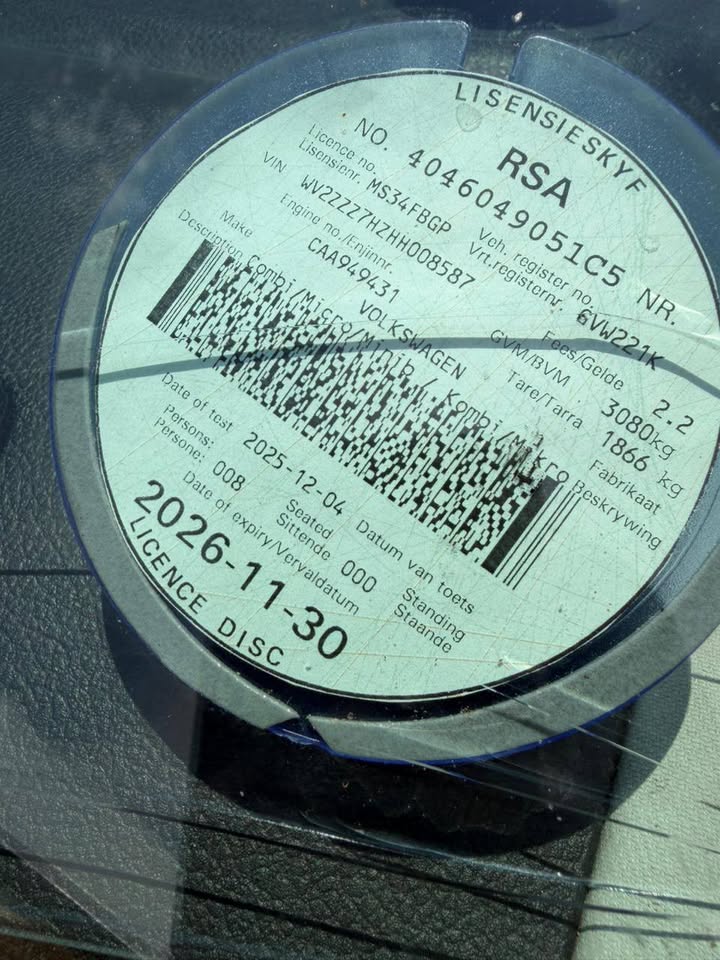 LISENSIESKYF
RSA
NO. 4046049051C5 NR.
Licence no. Veh. register no.
Lisensienr. MS34FBGP Vrt.registernr. GVW221K
VIN WV2ZZZ7HZHH008587 Fees/Gelde 2.2
Engine no./Enjinnr. CAA949431 GVM/BVM 3080kg
Tare/Tarra 1866 kg
Make VOLKSWAGEN Fabrikaat
Description Combi/Micro/Minib / Kombi/Mikro Beskrywing
Date of test 2025-12-04 Datum van toets
Persons: 008 Seated 000 Standing
Persone: Sittende Staande
Date of expiry/Vervaldatum
2026-11-30
LICENCE DISC